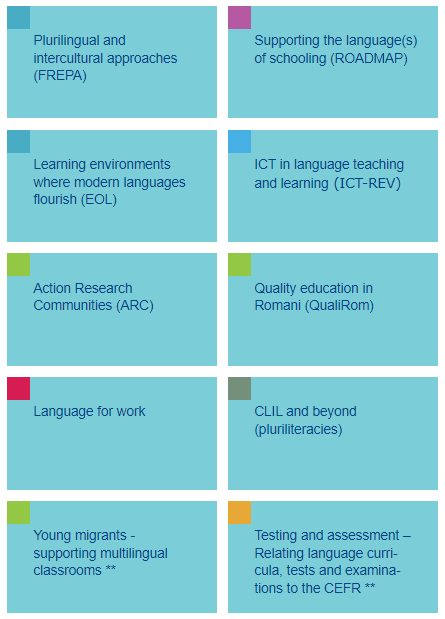 Plurilingual and
intercultural approaches
(FREPA)
Supporting the language(s)
of schooling (ROADMAP)
Learning environments
where modern languages
flourish (EOL)
ICT in language teaching
and learning (ICT-REV)
Action Research
Communities (ARC)
Quality education in
Romani (QualiRom)
Language for work
CLIL and beyond
(pluriliteracies)
Young migrants -
supporting multilingual
classrooms **
Testing and assessment –
Relating language curri-
cula, tests and examina-
tions to the CEFR **